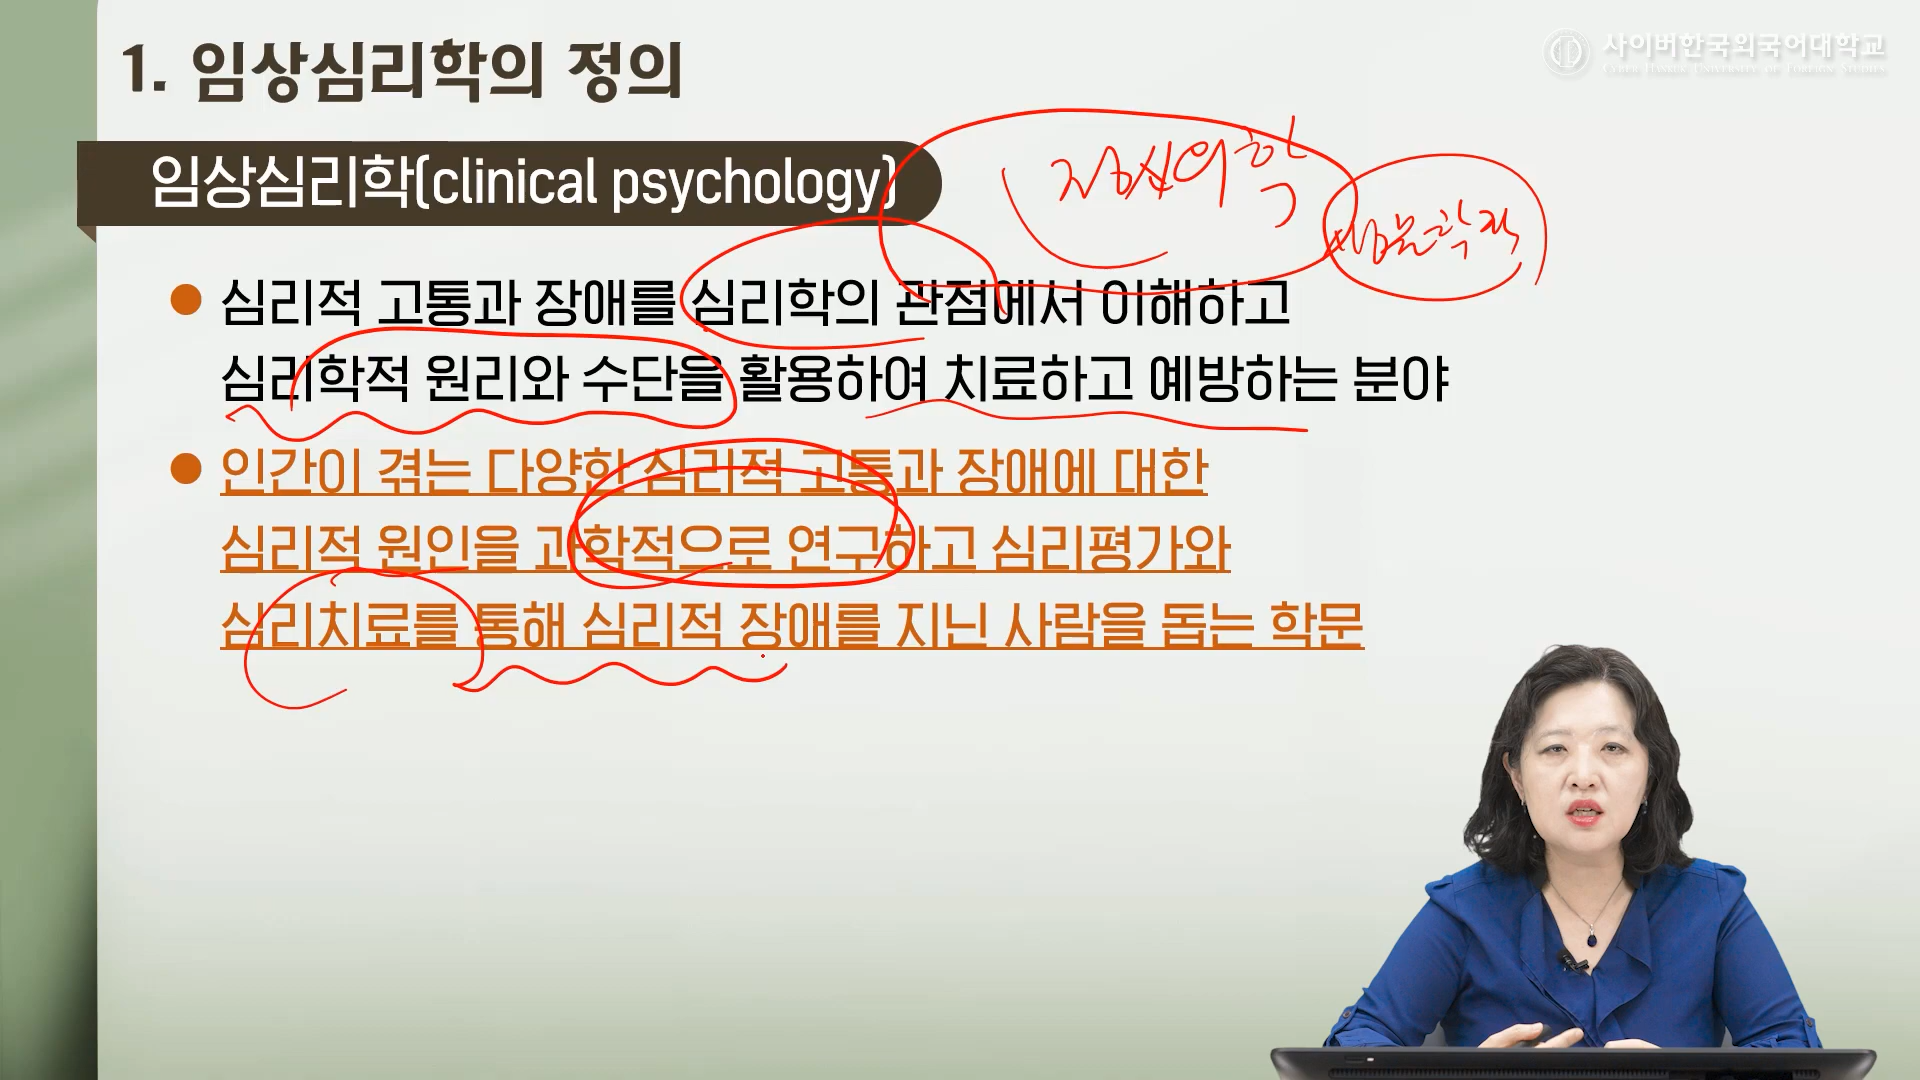 1. 임상심리학의 정의
사이버한국외국어대학교
CYBER HANKUK UNIVERSITY OF FOREIGN STUDIES
임상심리학(clinical psychology)
정신의학
심리적 고통과 장애를 심리학의 관점에서 이해하고
심리학적 원리와 수단을 활용하여 치료하고 예방하는 분야
인간이 겪는 다양한 심리적 고통과 장애에 대한
심리적 원인을 과학적으로 연구하고 심리평가와
심리치료를 통해 심리적 장애를 지닌 사람을 돕는 학문